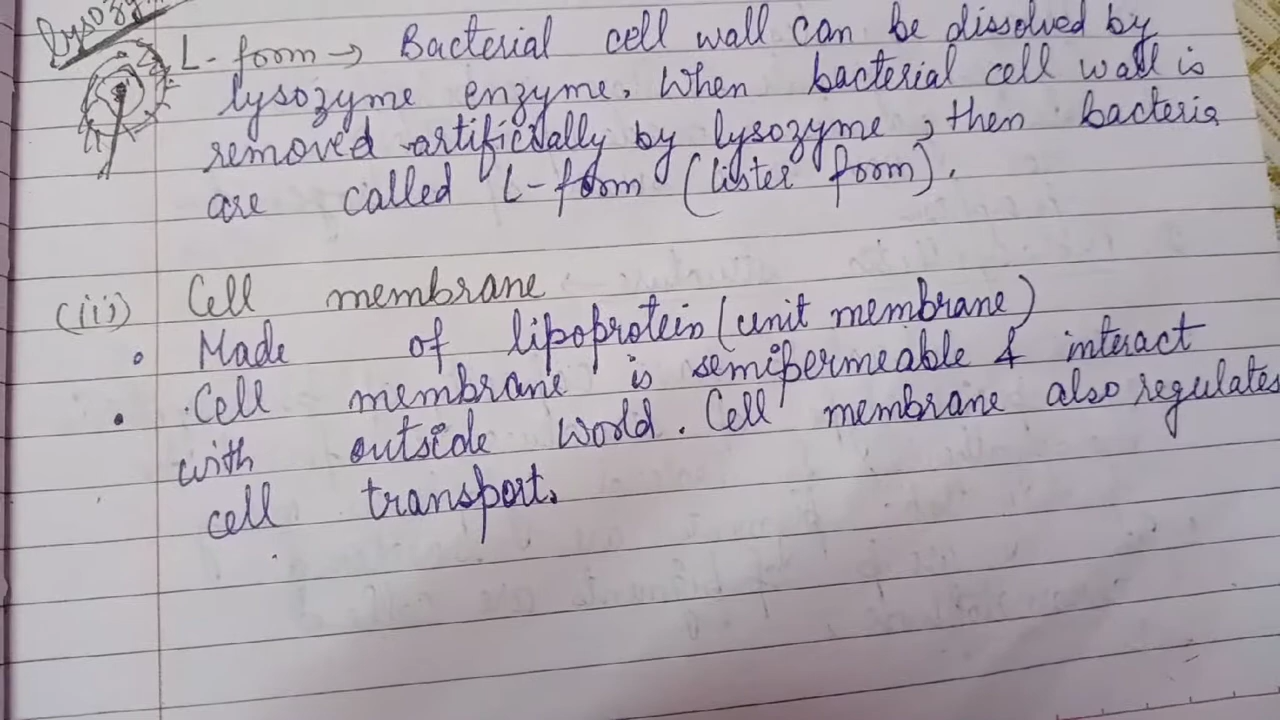 L-form → Bacterial cell wall can be dissolved by
lysozyme enzyme. When bacterial cell wall is
removed artificially by lysozyme, then bacteria
are called L-form (lister form).
(iii) Cell membrane
• Made of lipoprotein (unit membrane)
• Cell membrane is semipermeable & interact
with outside world. Cell membrane also regulates
cell transport.